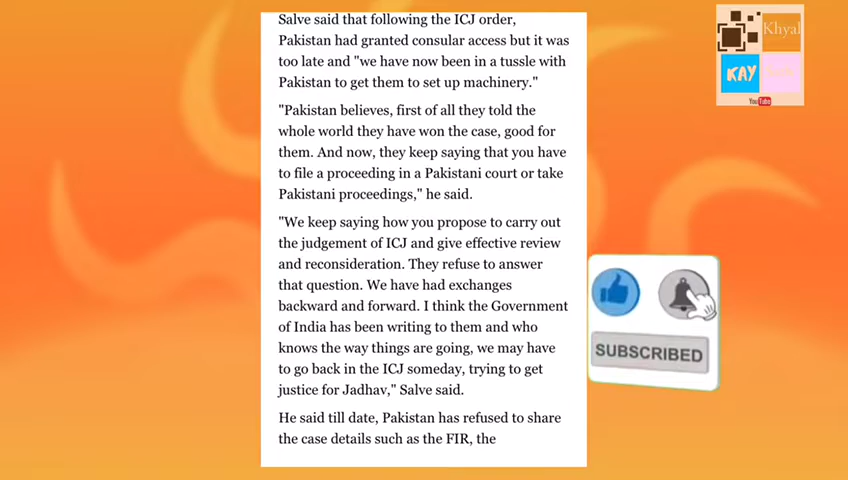 Salve said that following the ICJ order,
Pakistan had granted consular access but it was
too late and "we have now been in a tussle with
Pakistan to get them to set up machinery."
"Pakistan believes, first of all they told the
whole world they have won the case, good for
them. And now, they keep saying that you have
to file a proceeding in a Pakistani court or take
Pakistani proceedings," he said.
"We keep saying how you propose to carry out
the judgement of ICJ and give effective review
and reconsideration. They refuse to answer
that question. We have had exchanges
backward and forward. I think the Government
of India has been writing to them and who
knows the way things are going, we may have
to go back in the ICJ someday, trying to get
justice for Jadhav," Salve said.
He said till date, Pakistan has refused to share
the case details such as the FIR, the
Khyal
KAY
YouTube
SUBSCRIBED